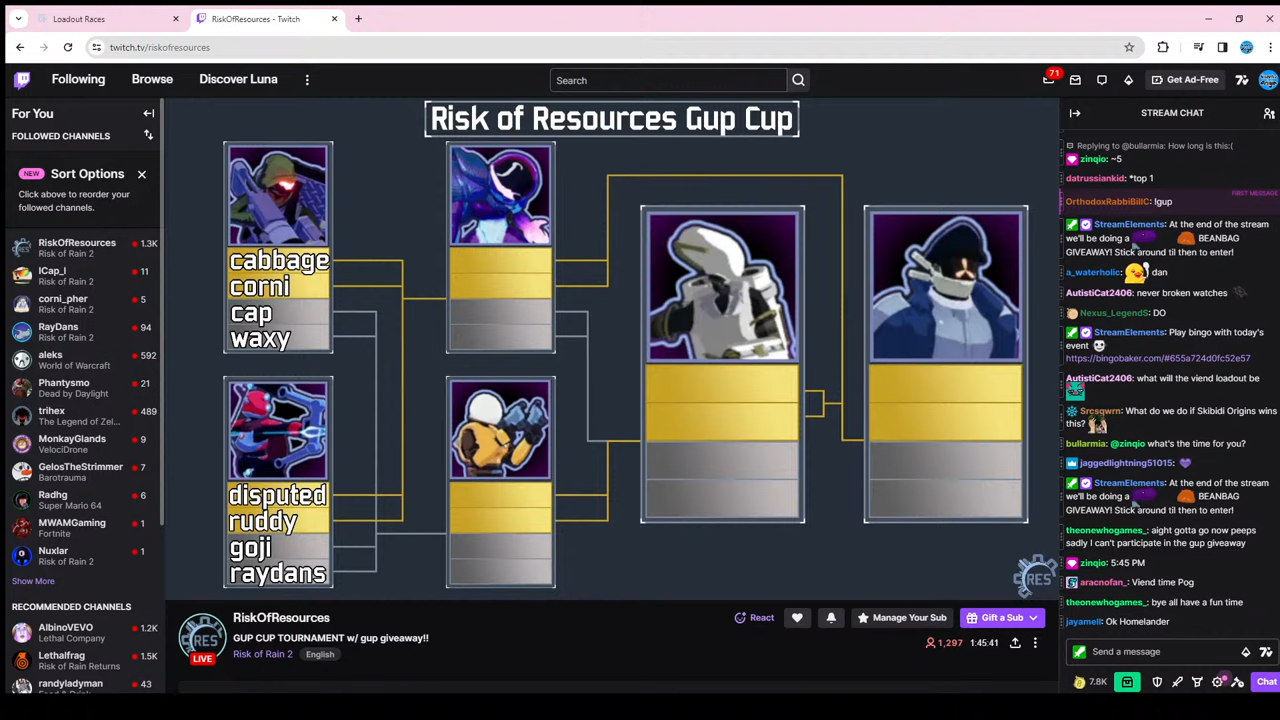 Loadout Races
RiskOfResources - Twitch
twitch.tv/riskofresources
Following
Browse
Discover Luna
Search
71
Get Ad-Free
For You
FOLLOWED CHANNELS
NEW
Sort Options
Click above to reorder your
followed channels.
RiskOfResources
1.3K
Risk of Rain 2
ICap_I
11
Risk of Rain 2
corni_pher
5
Risk of Rain 2
RayDans
94
Risk of Rain 2
aleks
592
World of Warcraft
Phantysmo
21
Dead by Daylight
trihex
489
The Legend of Zel...
MonkayGlands
9
VelociDrone
GelosTheStrimmer
7
Barotrauma
Radhg
6
Super Mario 64
MWAMGaming
1
Fortnite
Nuxlar
1
Risk of Rain 2
Show More
RECOMMENDED CHANNELS
AlbinoVEVO
1.2K
Lethal Company
Lethalfrag
1.5K
Risk of Rain Returns
randyladyman
43
Risk of Resources Gup Cup
cabbage
corni
cap
waxy
disputed
ruddy
goji
raydans
RES
RES
LIVE
RiskOfResources
GUP CUP TOURNAMENT w/ gup giveaway!!
Risk of Rain 2
English
React
Manage Your Sub
Gift a Sub
1,297
1:45:41
STREAM CHAT
Replying to @bullarmia: How long is this:(
zinqio: ~5
datrussiankid: *top 1
FIRST MESSAGE
OrthodoxRabbiBillC: !gup
StreamElements: At the end of the stream
we'll be doing a BEANBAG
GIVEAWAY! Stick around til then to enter!
a_waterholic: dan
AutistiCat2406: never broken watches
Nexus_LegendS: DO
StreamElements: Play bingo with today's
event
https://bingobaker.com/#655a724d0fc52e57
AutistiCat2406: what will the viend loadout be
Srcsqwrn: What do we do if Skibidi Origins wins
this?
bullarmia: @zinqio what's the time for you?
jaggedlightning51015:
StreamElements: At the end of the stream
we'll be doing a BEANBAG
GIVEAWAY! Stick around til then to enter!
theonewhogames_: aight gotta go now peeps
sadly I can't participate in the gup giveaway
zinqio: 5:45 PM
aracnofan_: Viend time Pog
theonewhogames_: bye all have a fun time
jayamell: Ok Homelander
Send a message
7.8K
Chat